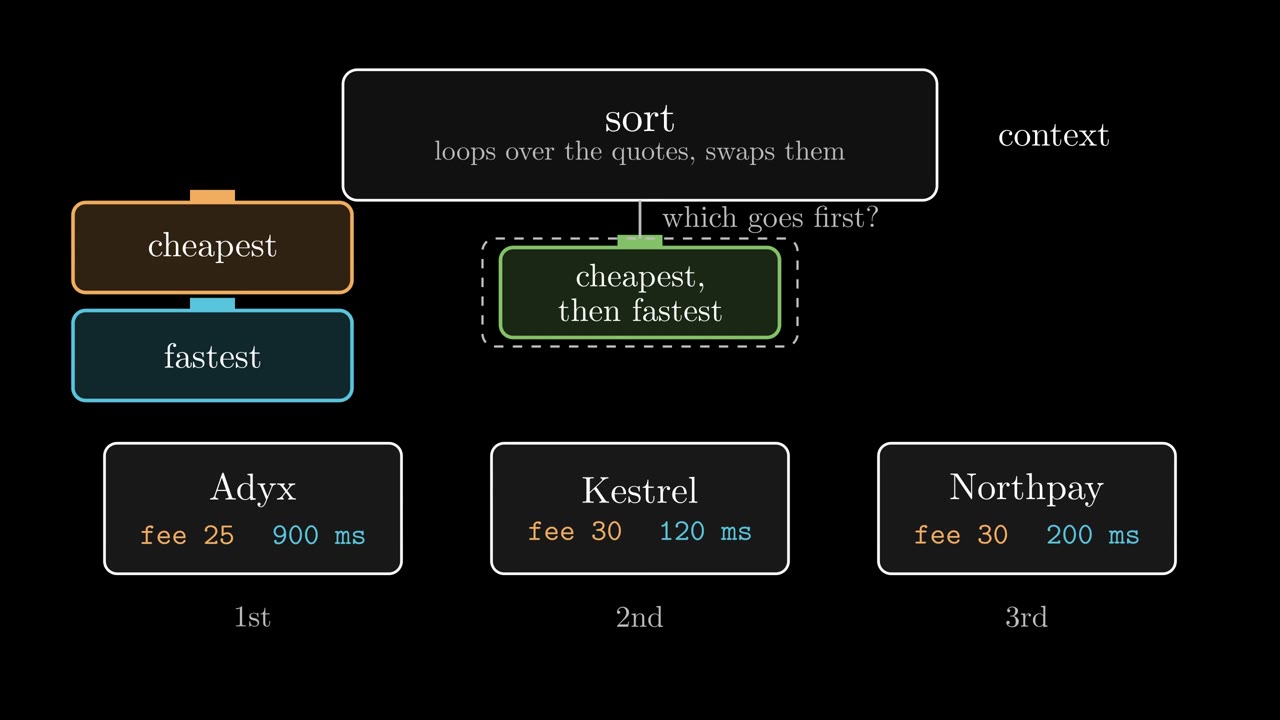 sort
loops over the quotes, swaps them
context
which goes first?
cheapest
fastest
cheapest,
then fastest
Adyx
fee 25 900 ms
1st
Kestrel
fee 30 120 ms
2nd
Northpay
fee 30 200 ms
3rd